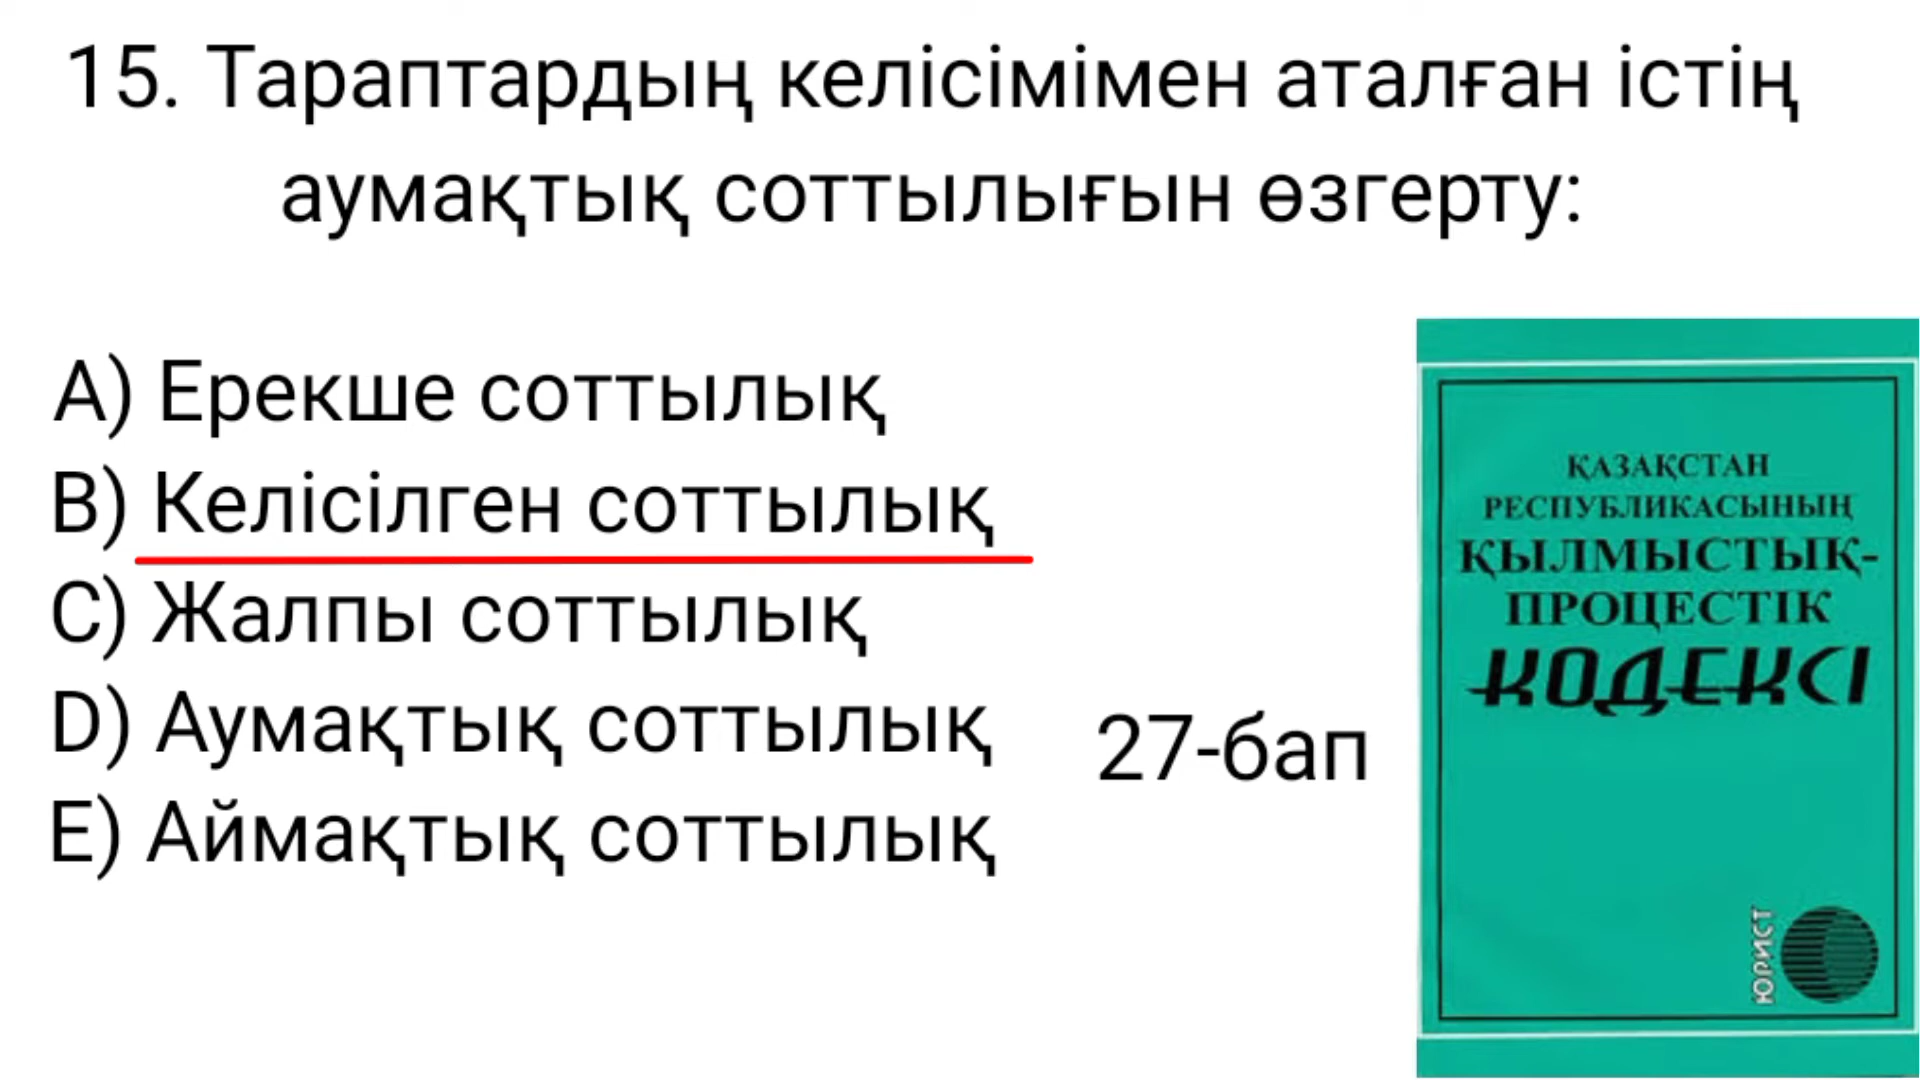 15. Тараптардың келісімімен аталған істің
аумақтық соттылығын өзгерту:
A) Ерекше соттылық
B) Келісілген соттылық
C) Жалпы соттылық
D) Аумақтық соттылық
E) Аймақтық соттылық
27-бап
ҚАЗАҚСТАН
РЕСПУБЛИКАСЫНЫҢ
ҚЫЛМЫСТЫҚ-
ПРОЦЕСТІК
КОДЕКСІ
ЮРИСТ